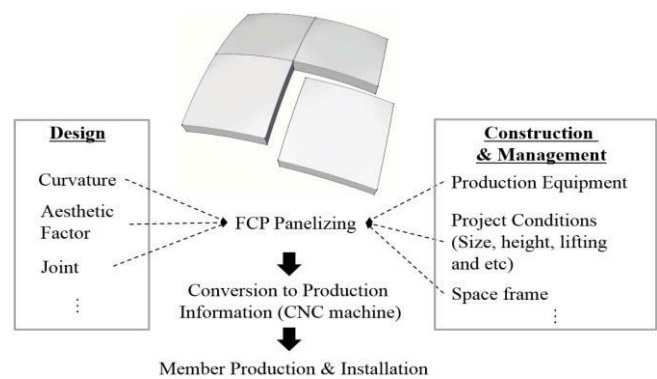 Design
Curvature
Aesthetic
Factor
Joint
FCP Panelizing
Conversion to Production
Information (CNC machine)
Member Production & Installation
Construction
& Management
Production Equipment
Project Conditions
(Size, height, lifting
and etc)
Space frame